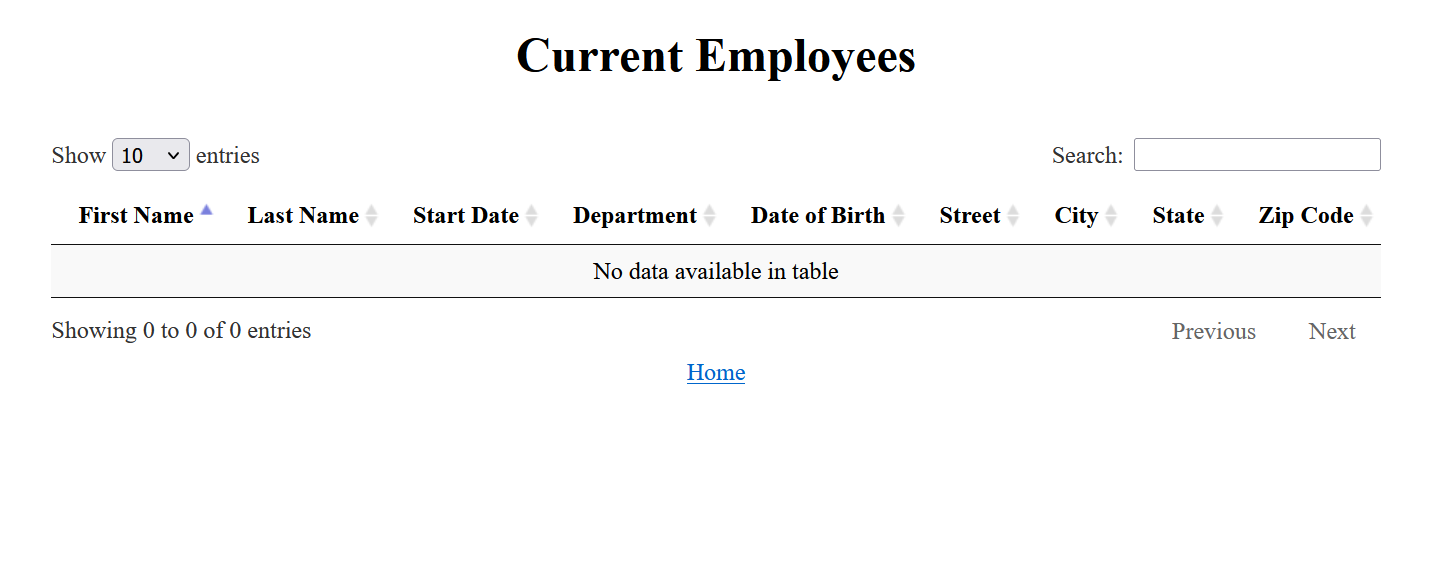 Current Employees
Show 10 entries Search:
First Name Last Name Start Date Department Date of Birth Street City State Zip Code
No data available in table
Showing 0 to 0 of 0 entries Previous Next
Home